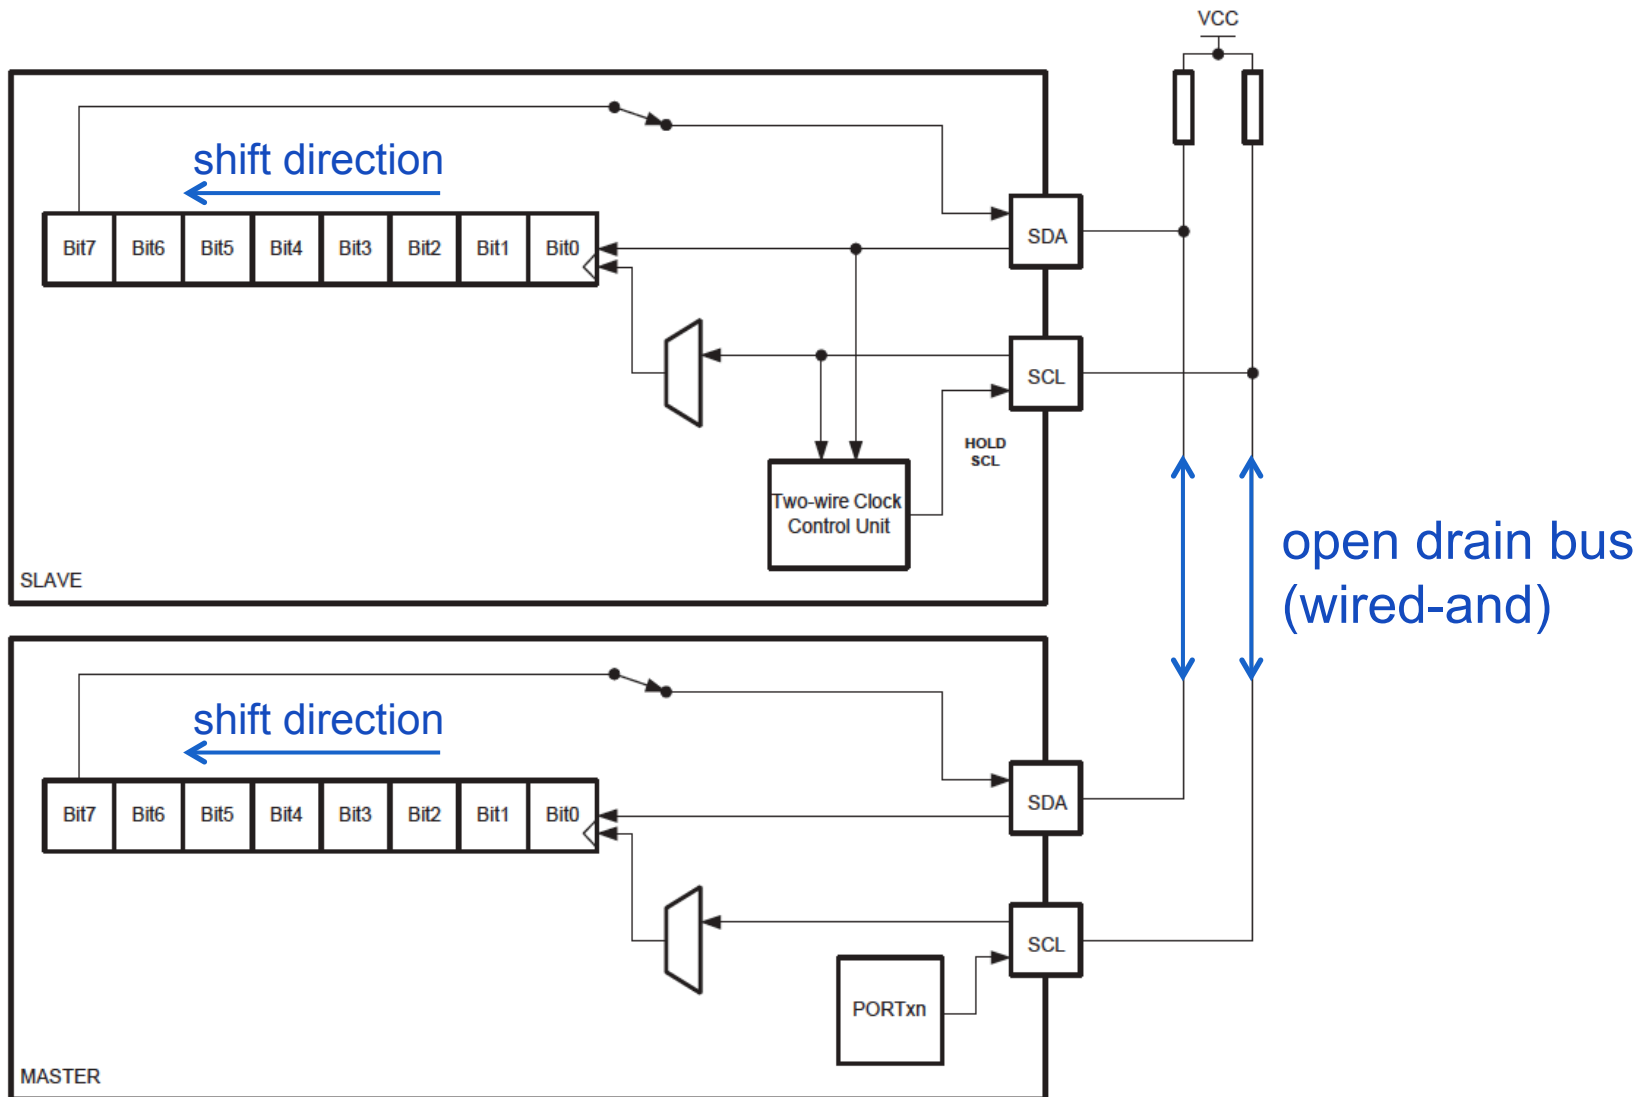 VCC
shift direction
Bit7 Bit6 Bit5 Bit4 Bit3 Bit2 Bit1 Bit0
SDA
SCL
HOLD
SCL
Two-wire Clock
Control Unit
SLAVE
open drain bus
(wired-and)
shift direction
Bit7 Bit6 Bit5 Bit4 Bit3 Bit2 Bit1 Bit0
SDA
SCL
PORTxn
MASTER